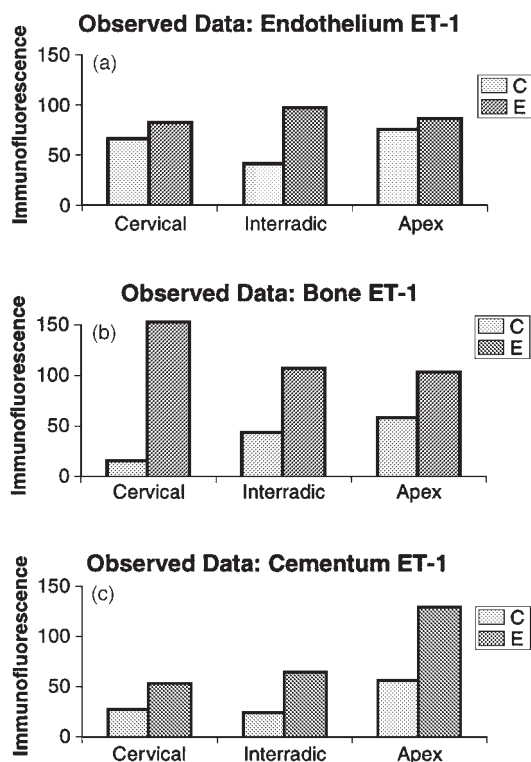 Observed Data: Endothelium ET-1
(a)
Immunofluorescence
150
100
50
0
C
E
Cervical Interradic Apex
Observed Data: Bone ET-1
(b)
Immunofluorescence
150
100
50
0
C
E
Cervical Interradic Apex
Observed Data: Cementum ET-1
(c)
Immunofluorescence
150
100
50
0
C
E
Cervical Interradic Apex